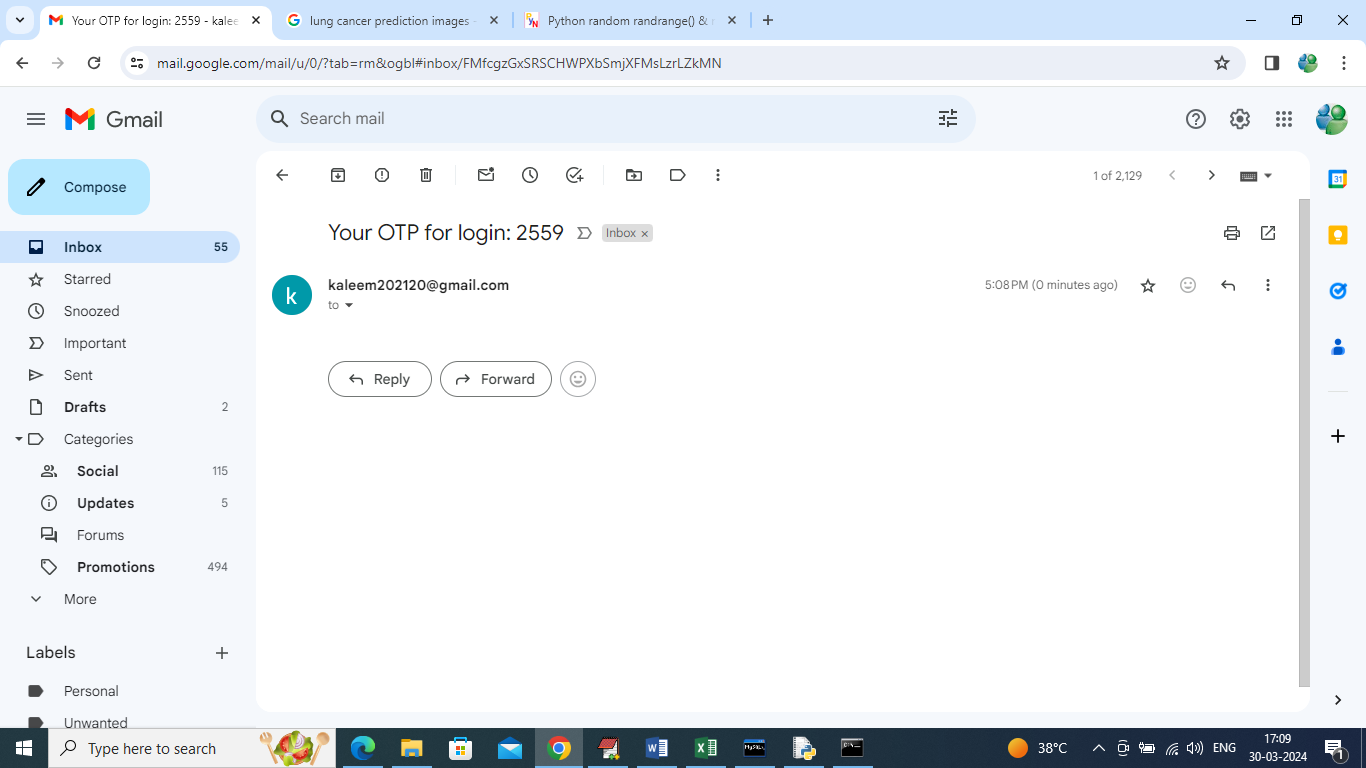 Your OTP for login: 2559 - kalee
lung cancer prediction images -
Python random randrange() &
mail.google.com/mail/u/0/?tab=rm&ogbl#inbox/FMfcgzGxSRSCHWPXbSmjXFMsLzrLZkMN
Gmail
Search mail
Compose
1 of 2,129
Your OTP for login: 2559
Inbox ×
Inbox 55
kaleem202120@gmail.com
5:08 PM (0 minutes ago)
to
Starred
Snoozed
Important
Sent
Reply
Forward
Drafts 2
Categories
Social 115
Updates 5
Forums
Promotions 494
More
Labels
Personal
Unwanted
31
Type here to search
MySQL
38°C
ENG
17:09
30-03-2024
1